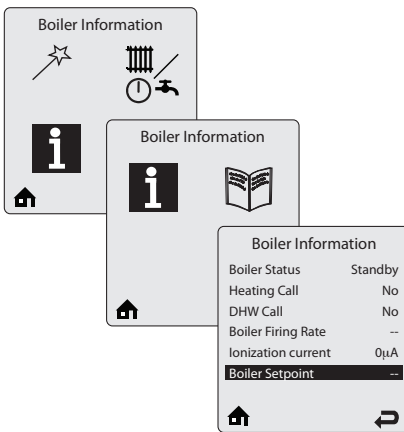 Boiler Information
i
Boiler Information
i
Boiler Information
Boiler Status Standby
Heating Call No
DHW Call No
Boiler Firing Rate --
Ionization current 0µA
Boiler Setpoint --